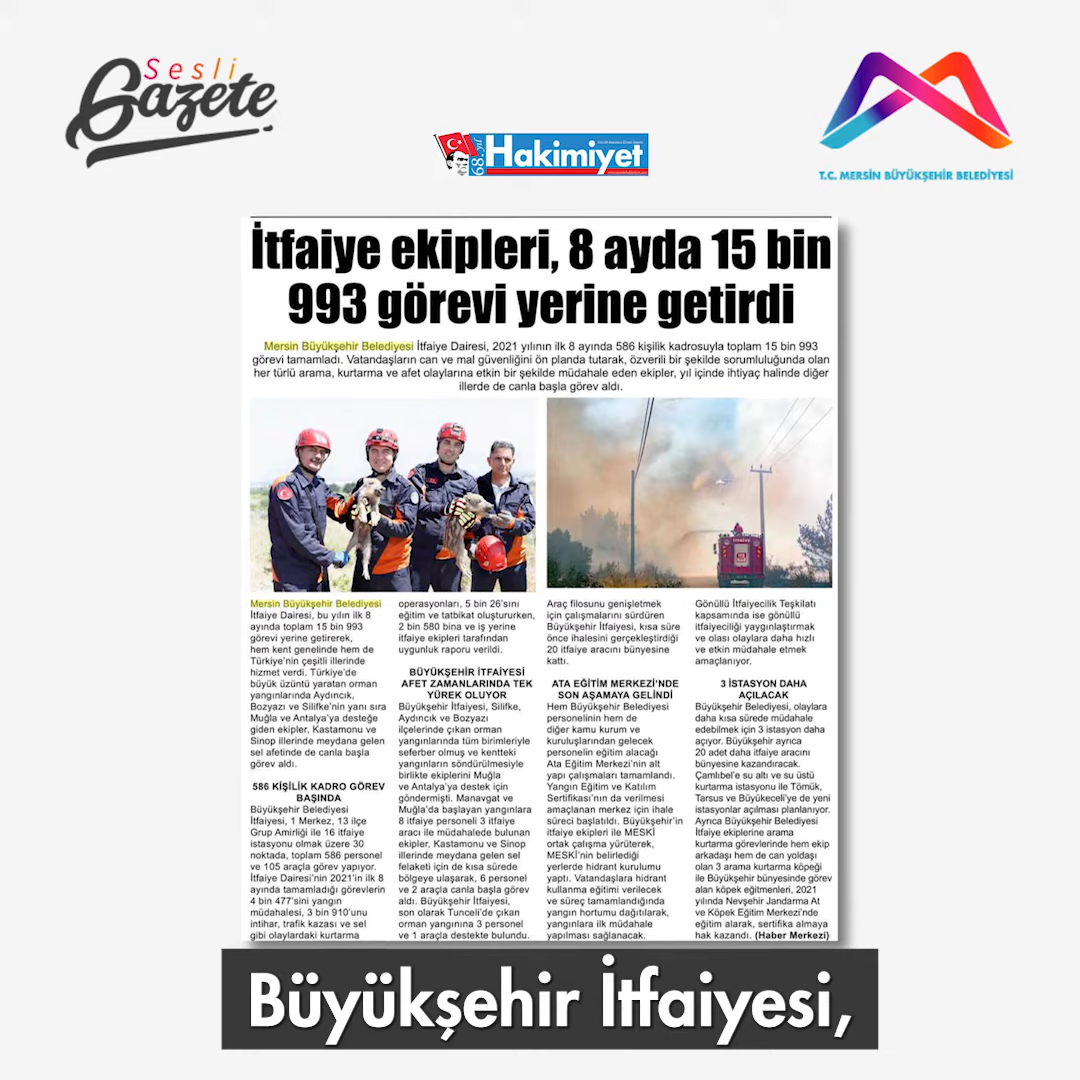 Sesli
Gazete
68. yıl
Hakimiyet
T.C. MERSİN BÜYÜKŞEHİR BELEDİYESİ
İtfaiye ekipleri, 8 ayda 15 bin
993 görevi yerine getirdi
Mersin Büyükşehir Belediyesi İtfaiye Dairesi, 2021 yılının ilk 8 ayında 586 kişilik kadrosuyla toplam 15 bin 993
görevi tamamladı. Vatandaşların can ve mal güvenliğini ön planda tutarak, özverili bir şekilde sorumluluğunda olan
her türlü arama, kurtarma ve afet olaylarına etkin bir şekilde müdahale eden ekipler, yıl içinde ihtiyaç halinde diğer
illerde de canla başla görev aldı.
Mersin Büyükşehir Belediyesi
İtfaiye Dairesi, bu yılın ilk 8
ayında toplam 15 bin 993
görevi yerine getirerek,
hem kent genelinde hem de
Türkiye'nin çeşitli illerinde
hizmet verdi. Türkiye'de
büyük üzüntü yaratan orman
yangınlarında Aydıncık,
Bozyazı ve Silifke'nin yanı sıra
Muğla ve Antalya'ya desteğe
giden ekipler, Kastamonu ve
Sinop illerinde meydana gelen
sel afetinde de canla başla
görev aldı.
586 KİŞİLİK KADRO GÖREV
BAŞINDA
Büyükşehir Belediyesi
İtfaiyesi, 1 Merkez, 13 ilçe
Grup Amirliği ile 16 itfaiye
istasyonu olmak üzere 30
noktada, toplam 586 personel
ve 105 araçla görev yapıyor.
İtfaiye Dairesi'nin 2021'in ilk 8
ayında tamamladığı görevlerin
4 bin 477'sini yangın
müdahalesi, 3 bin 910'unu
intihar, trafik kazası ve sel
gibi olaylardaki kurtarma
operasyonları, 5 bin 26'sını
eğitim ve tatbikat oluştururken,
2 bin 580 bina ve iş yerine
itfaiye ekipleri tarafından
uygunluk raporu verildi.
BÜYÜKŞEHİR İTFAİYESİ
AFET ZAMANLARINDA TEK
YÜREK OLUYOR
Büyükşehir İtfaiyesi, Silifke,
Aydıncık ve Bozyazı
ilçelerinde çıkan orman
yangınlarında tüm birimleriyle
seferber olmuş ve kentteki
yangınların söndürülmesiyle
birlikte ekiplerini Muğla
ve Antalya'ya destek için
göndermişti. Manavgat ve
Muğla'da başlayan yangınlara
8 itfaiye personeli 3 itfaiye
aracı ile müdahalede bulunan
ekipler, Kastamonu ve Sinop
illerinde meydana gelen sel
felaketi için de kısa sürede
bölgeye ulaşarak, 6 personel
ve 2 araçla canla başla görev
aldı. Büyükşehir İtfaiyesi,
son olarak Tunceli'de çıkan
orman yangınına 3 personel
ve 1 araçla destekte bulundu.
Araç filosunu genişletmek
için çalışmalarını sürdüren
Büyükşehir İtfaiyesi, kısa süre
önce ihalesini gerçekleştirdiği
20 itfaiye aracını bünyesine
kattı.
ATA EĞİTİM MERKEZİ'NDE
SON AŞAMAYA GELİNDİ
Hem Büyükşehir Belediyesi
personelinin hem de
diğer kamu kurum ve
kuruluşlarından gelecek
personelin eğitim alacağı
Ata Eğitim Merkezi'nin alt
yapı çalışmaları tamamlandı.
Yangın Eğitim ve Katılım
Sertifikası'nın da verilmesi
amaçlanan merkez için ihale
süreci başlatıldı. Büyükşehir'in
itfaiye ekipleri ile MESKİ
ortak çalışma yürüterek,
MESKİ'nin belirlediği
yerlerde hidrant kurulumu
yaptı. Vatandaşlara hidrant
kullanma eğitimi verilecek
ve süreç tamamlandığında
yangın hortumu dağıtılarak,
yangınlara ilk müdahale
yapılması sağlanacak.
Gönüllü İtfaiyecilik Teşkilatı
kapsamında ise gönüllü
itfaiyeciliği yaygınlaştırmak
ve olası olaylara daha hızlı
ve etkin müdahale etmek
amaçlanıyor.
3 İSTASYON DAHA
AÇILACAK
Büyükşehir Belediyesi, olaylara
daha kısa sürede müdahale
edebilmek için 3 istasyon daha
açıyor. Büyükşehir ayrıca
20 adet daha itfaiye aracını
bünyesine kazandıracak.
Çamlıbel'e su altı ve su üstü
kurtarma istasyonu ile Tömük,
Tarsus ve Büyükeceli'ye de yeni
istasyonlar açılması planlanıyor.
Ayrıca Büyükşehir Belediyesi
İtfaiye ekiplerine arama
kurtarma görevlerinde hem ekip
arkadaşı hem de can yoldaşı
olan 3 arama kurtarma köpeği
ile Büyükşehir bünyesinde görev
alan köpek eğitmenleri, 2021
yılında Nevşehir Jandarma At
ve Köpek Eğitim Merkezi'nde
eğitim alarak, sertifika almaya
hak kazandı. (Haber Merkezi)
Büyükşehir İtfaiyesi,